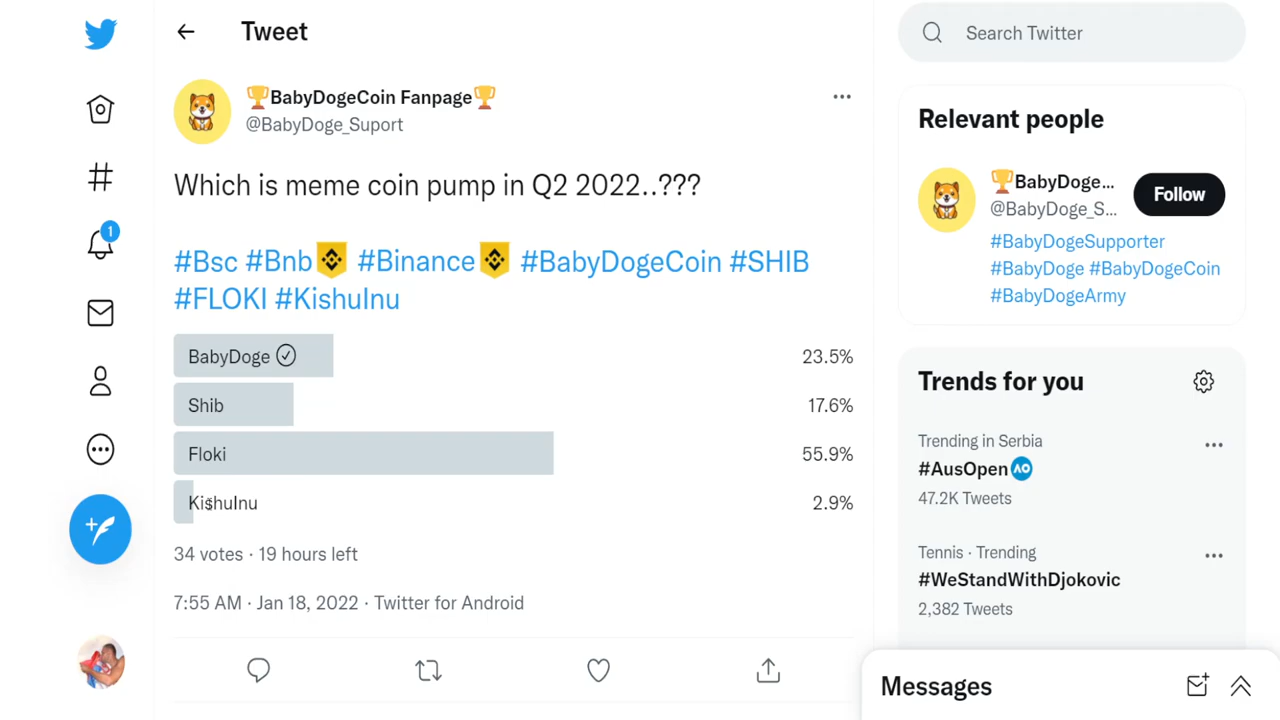 Tweet
🏆BabyDogeCoin Fanpage🏆
@BabyDoge_Suport
Which is meme coin pump in Q2 2022..???
#Bsc #Bnb #Binance #BabyDogeCoin #SHIB
#FLOKI #KishuInu
BabyDoge 23.5%
Shib 17.6%
Floki 55.9%
KishuInu 2.9%
34 votes · 19 hours left
7:55 AM · Jan 18, 2022 · Twitter for Android
1
Search Twitter
Relevant people
🏆BabyDoge...
@BabyDoge_S...
Follow
#BabyDogeSupporter
#BabyDoge #BabyDogeCoin
#BabyDogeArmy
Trends for you
Trending in Serbia
#AusOpen AO
47.2K Tweets
Tennis · Trending
#WeStandWithDjokovic
2,382 Tweets
Messages